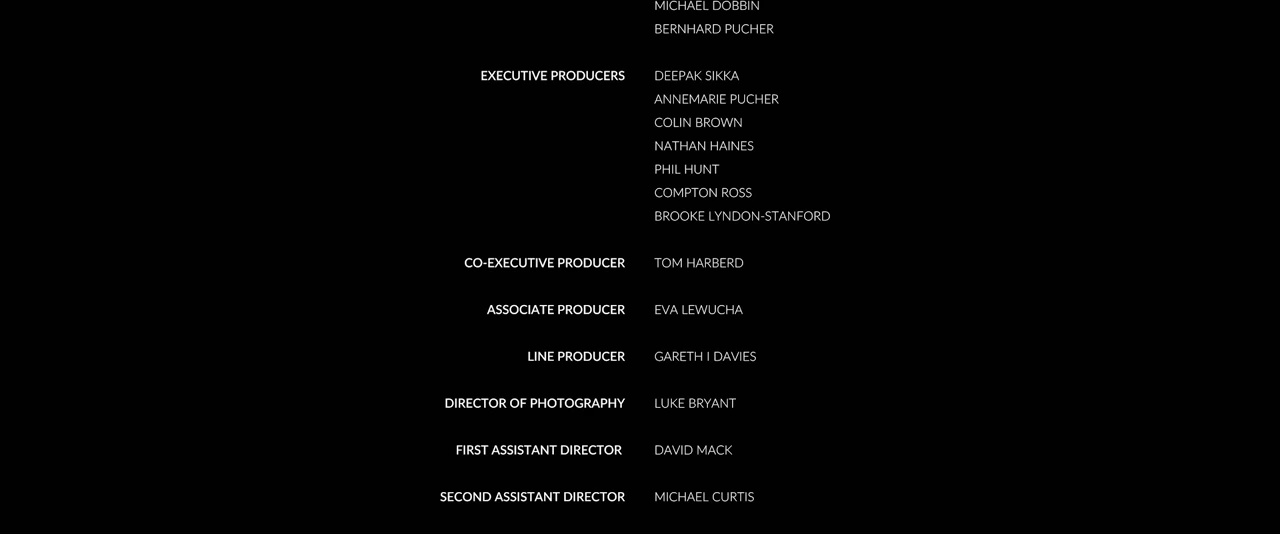 MICHAEL DOBBIN
BERNHARD PUCHER
EXECUTIVE PRODUCERS DEEPAK SIKKA
ANNEMARIE PUCHER
COLIN BROWN
NATHAN HAINES
PHIL HUNT
COMPTON ROSS
BROOKE LYNDON-STANFORD
CO-EXECUTIVE PRODUCER TOM HARBERD
ASSOCIATE PRODUCER EVA LEWUCHA
LINE PRODUCER GARETH I DAVIES
DIRECTOR OF PHOTOGRAPHY LUKE BRYANT
FIRST ASSISTANT DIRECTOR DAVID MACK
SECOND ASSISTANT DIRECTOR MICHAEL CURTIS